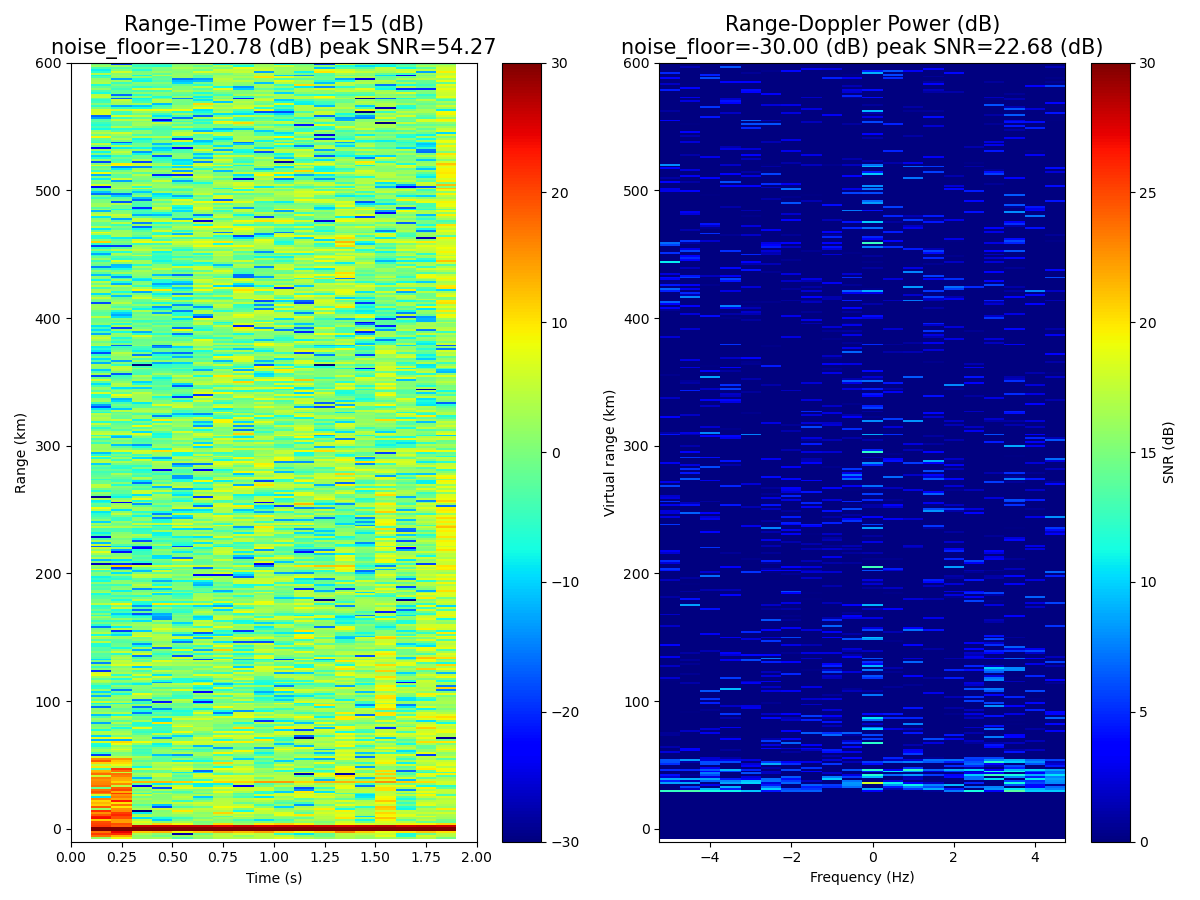 Range-Time Power f=15 (dB)
noise_floor=-120.78 (dB) peak SNR=54.27
600
500
400
300
200
100
0
Range (km)
0.00 0.25 0.50 0.75 1.00 1.25 1.50 1.75 2.00
Time (s)
30
20
10
0
−10
−20
−30
Range-Doppler Power (dB)
noise_floor=-30.00 (dB) peak SNR=22.68 (dB)
600
500
400
300
200
100
0
Virtual range (km)
−4 −2 0 2 4
Frequency (Hz)
30
25
20
15
10
5
0
SNR (dB)